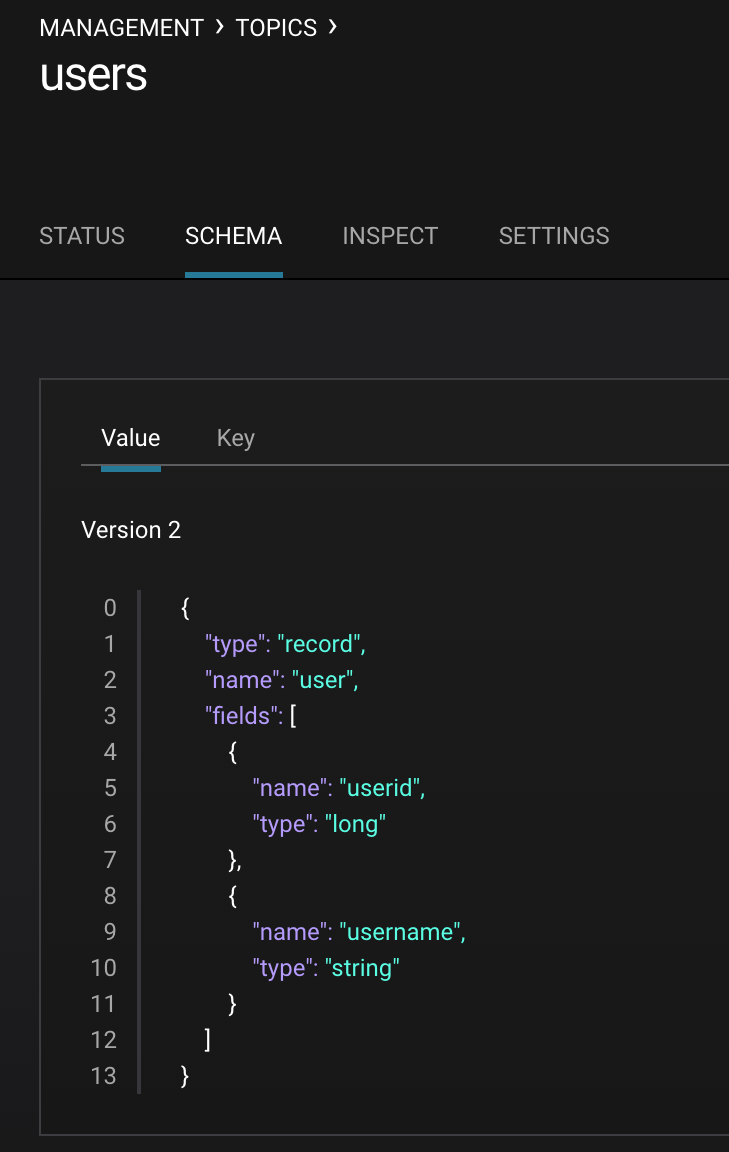 MANAGEMENT > TOPICS >
users
STATUS SCHEMA INSPECT SETTINGS
Value Key
Version 2
0 {
1 "type": "record",
2 "name": "user",
3 "fields": [
4 {
5 "name": "userid",
6 "type": "long"
7 },
8 {
9 "name": "username",
10 "type": "string"
11 }
12 ]
13 }